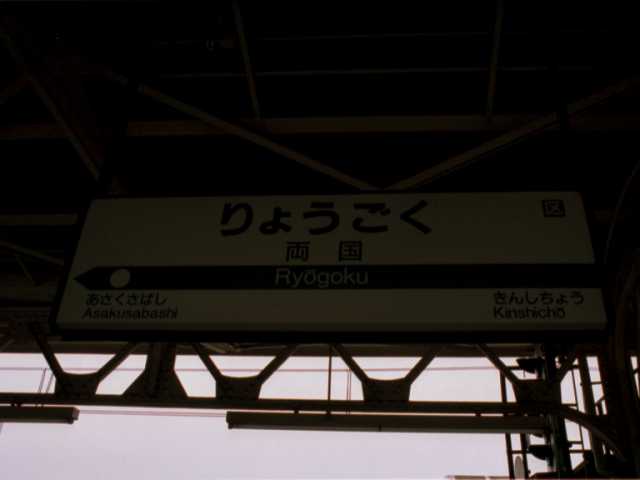 りょうごく
区
両国
Ryōgoku
あさくさばし
Asakusabashi
きんしちょう
Kinshichō